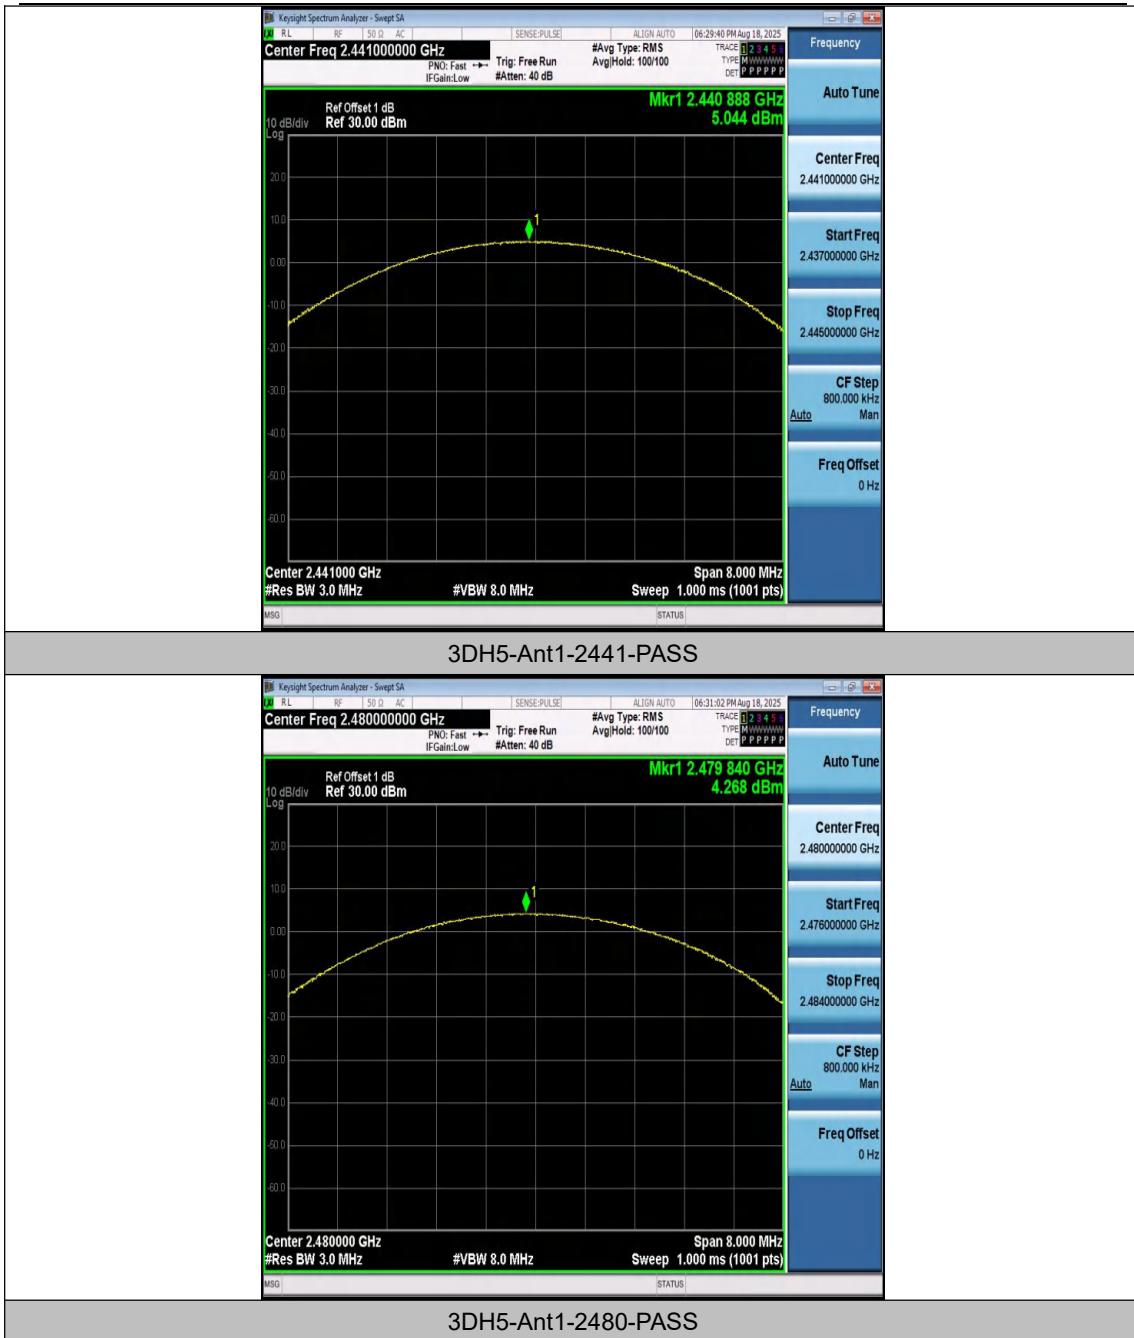 Keysight Spectrum Analyzer - Swept SA
RL RF 50 Ω AC SENSE:PULSE ALIGN AUTO 06:29:40 PM Aug 18, 2025
Center Freq 2.441000000 GHz #Avg Type: RMS TRACE 1 2 3 4 5 6 Frequency
PNO: Fast Trig: Free Run Avg|Hold: 100/100 TYPE M WWWWW
IFGain:Low #Atten: 40 dB DET P P P P P P
Auto Tune
Mkr1 2.440 888 GHz
Ref Offset 1 dB 5.044 dBm
10 dB/div Ref 30.00 dBm
Log
Center Freq
2.441000000 GHz
20.0
10.0
1
Start Freq
2.437000000 GHz
0.00
-10.0
Stop Freq
2.445000000 GHz
-20.0
CF Step
800.000 kHz
Auto Man
-30.0
-40.0
Freq Offset
0 Hz
-50.0
-60.0
Center 2.441000 GHz Span 8.000 MHz
#Res BW 3.0 MHz #VBW 8.0 MHz Sweep 1.000 ms (1001 pts)
MSG STATUS
3DH5-Ant1-2441-PASS
Keysight Spectrum Analyzer - Swept SA
RL RF 50 Ω AC SENSE:PULSE ALIGN AUTO 06:31:02 PM Aug 18, 2025
Center Freq 2.480000000 GHz #Avg Type: RMS TRACE 1 2 3 4 5 6 Frequency
PNO: Fast Trig: Free Run Avg|Hold: 100/100 TYPE M WWWWW
IFGain:Low #Atten: 40 dB DET P P P P P P
Auto Tune
Mkr1 2.479 840 GHz
Ref Offset 1 dB 4.268 dBm
10 dB/div Ref 30.00 dBm
Log
Center Freq
2.480000000 GHz
20.0
10.0
1
Start Freq
2.476000000 GHz
0.00
-10.0
Stop Freq
2.484000000 GHz
-20.0
CF Step
800.000 kHz
Auto Man
-30.0
-40.0
Freq Offset
0 Hz
-50.0
-60.0
Center 2.480000 GHz Span 8.000 MHz
#Res BW 3.0 MHz #VBW 8.0 MHz Sweep 1.000 ms (1001 pts)
MSG STATUS
3DH5-Ant1-2480-PASS